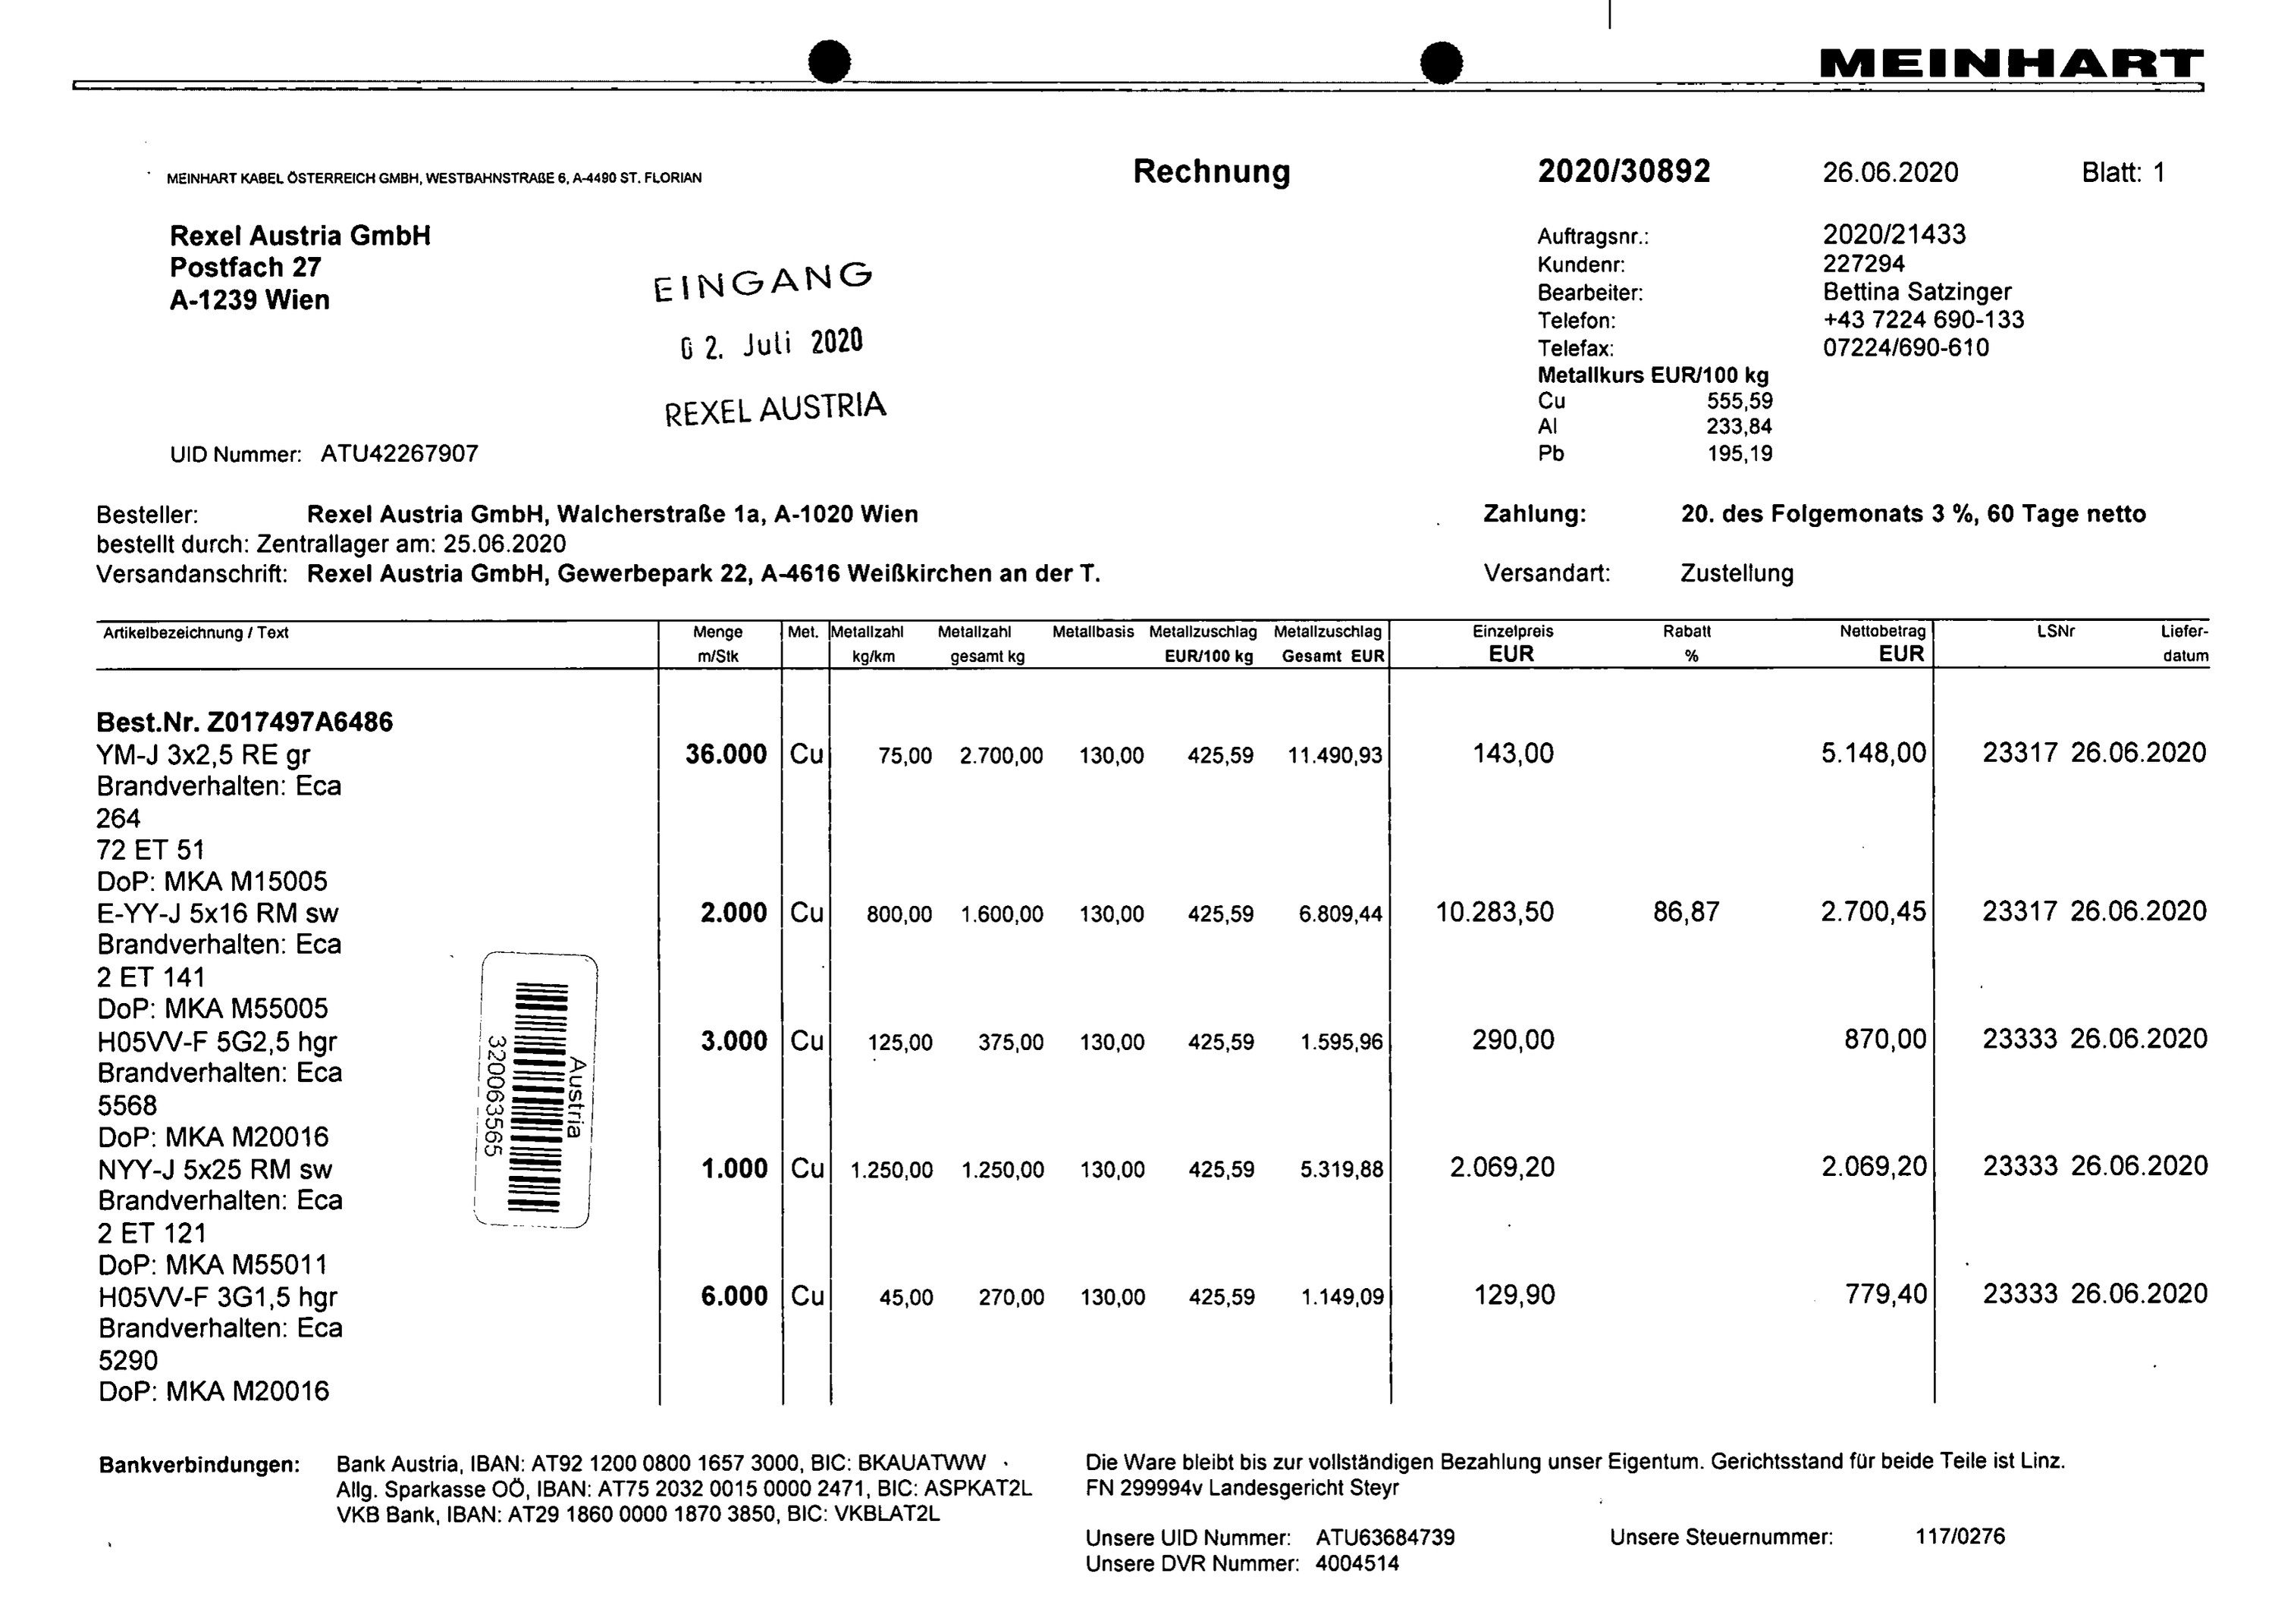 MEINHART
MEINHART KABEL ÖSTERREICH GMBH, WESTBAHNSTRAßE 6, A-4490 ST. FLORIAN
Rechnung 2020/30892 26.06.2020 Blatt: 1
Rexel Austria GmbH
Postfach 27
A-1239 Wien
EINGANG
02. Juli 2020
REXEL AUSTRIA
UID Nummer: ATU42267907
Auftragsnr.: 2020/21433
Kundenr: 227294
Bearbeiter: Bettina Satzinger
Telefon: +43 7224 690-133
Telefax: 07224/690-610
Metallkurs EUR/100 kg
Cu 555,59
Al 233,84
Pb 195,19
Besteller: Rexel Austria GmbH, Walcherstraße 1a, A-1020 Wien
bestellt durch: Zentrallager am: 25.06.2020
Versandanschrift: Rexel Austria GmbH, Gewerbepark 22, A-4616 Weißkirchen an der T.
Zahlung: 20. des Folgemonats 3 %, 60 Tage netto
Versandart: Zustellung
Artikelbezeichnung / Text Menge Met. Metallzahl Metallzahl Metallbasis Metallzuschlag Metallzuschlag Einzelpreis Rabatt Nettobetrag LSNr Liefer-
m/Stk kg/km gesamt kg EUR/100 kg Gesamt EUR EUR % EUR datum
Best.Nr. Z017497A6486
YM-J 3x2,5 RE gr 36.000 Cu 75,00 2.700,00 130,00 425,59 11.490,93 143,00 5.148,00 23317 26.06.2020
Brandverhalten: Eca
264
72 ET 51
DoP: MKA M15005
E-YY-J 5x16 RM sw 2.000 Cu 800,00 1.600,00 130,00 425,59 6.809,44 10.283,50 86,87 2.700,45 23317 26.06.2020
Brandverhalten: Eca
2 ET 141
DoP: MKA M55005
H05VV-F 5G2,5 hgr 3.000 Cu 125,00 375,00 130,00 425,59 1.595,96 290,00 870,00 23333 26.06.2020
Brandverhalten: Eca
5568
DoP: MKA M20016
NYY-J 5x25 RM sw 1.000 Cu 1.250,00 1.250,00 130,00 425,59 5.319,88 2.069,20 2.069,20 23333 26.06.2020
Brandverhalten: Eca
2 ET 121
DoP: MKA M55011
H05VV-F 3G1,5 hgr 6.000 Cu 45,00 270,00 130,00 425,59 1.149,09 129,90 779,40 23333 26.06.2020
Brandverhalten: Eca
5290
DoP: MKA M20016
Austria
320063565
Bankverbindungen: Bank Austria, IBAN: AT92 1200 0800 1657 3000, BIC: BKAUATWW
Allg. Sparkasse OÖ, IBAN: AT75 2032 0015 0000 2471, BIC: ASPKAT2L
VKB Bank, IBAN: AT29 1860 0000 1870 3850, BIC: VKBLAT2L
Die Ware bleibt bis zur vollständigen Bezahlung unser Eigentum. Gerichtsstand für beide Teile ist Linz.
FN 299994v Landesgericht Steyr
Unsere UID Nummer: ATU63684739 Unsere Steuernummer: 117/0276
Unsere DVR Nummer: 4004514